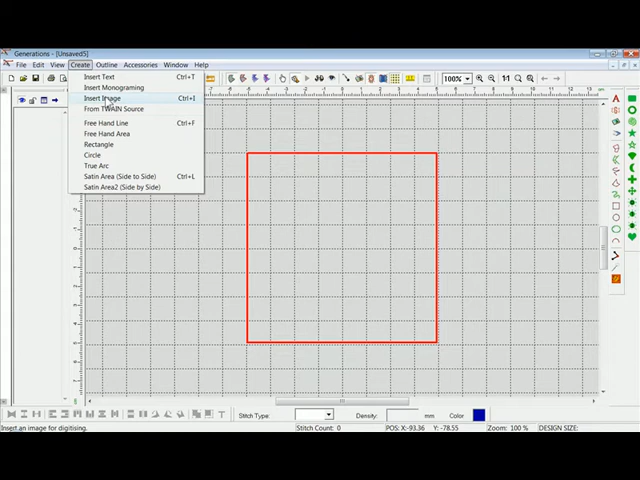 Generations - [Unsaved5]
File Edit View Create Outline Accessories Window Help
100% 1:1
Insert Text Ctrl+T
Insert Monograming
Insert Image Ctrl+I
From TWAIN Source
Free Hand Line Ctrl+F
Free Hand Area
Rectangle
Circle
True Arc
Satin Area (Side to Side) Ctrl+L
Satin Area2 (Side by Side)
Stitch Type: Density: mm Color
Insert an image for digitising. Stitch Count: 0 POS: X:-93.36 Y:-78.55 Zoom: 100 % DESIGN SIZE: